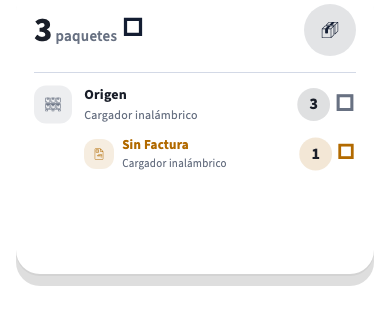 3 paquetes
Origen
Cargador inalámbrico
3
Sin Factura
Cargador inalámbrico
1